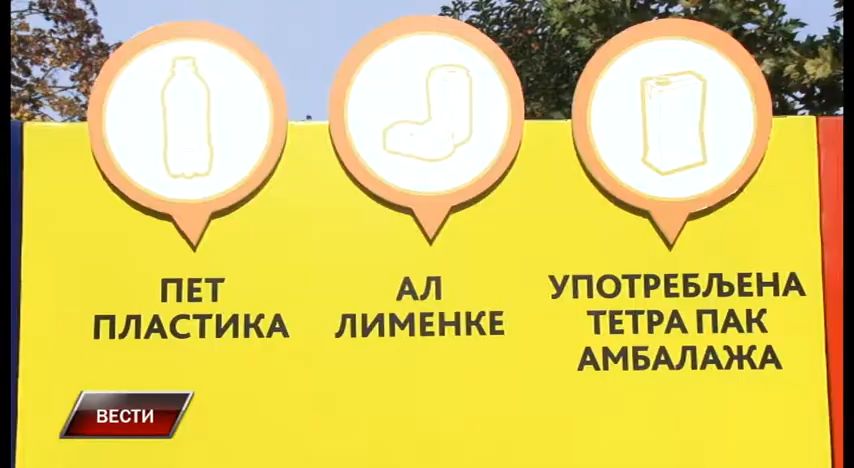 ПЕТ
ПЛАСТИКА
АЛ
ЛИМЕНКЕ
УПОТРЕБЉЕНА
ТЕТРА ПАК
АМБАЛАЖА
ВЕСТИ